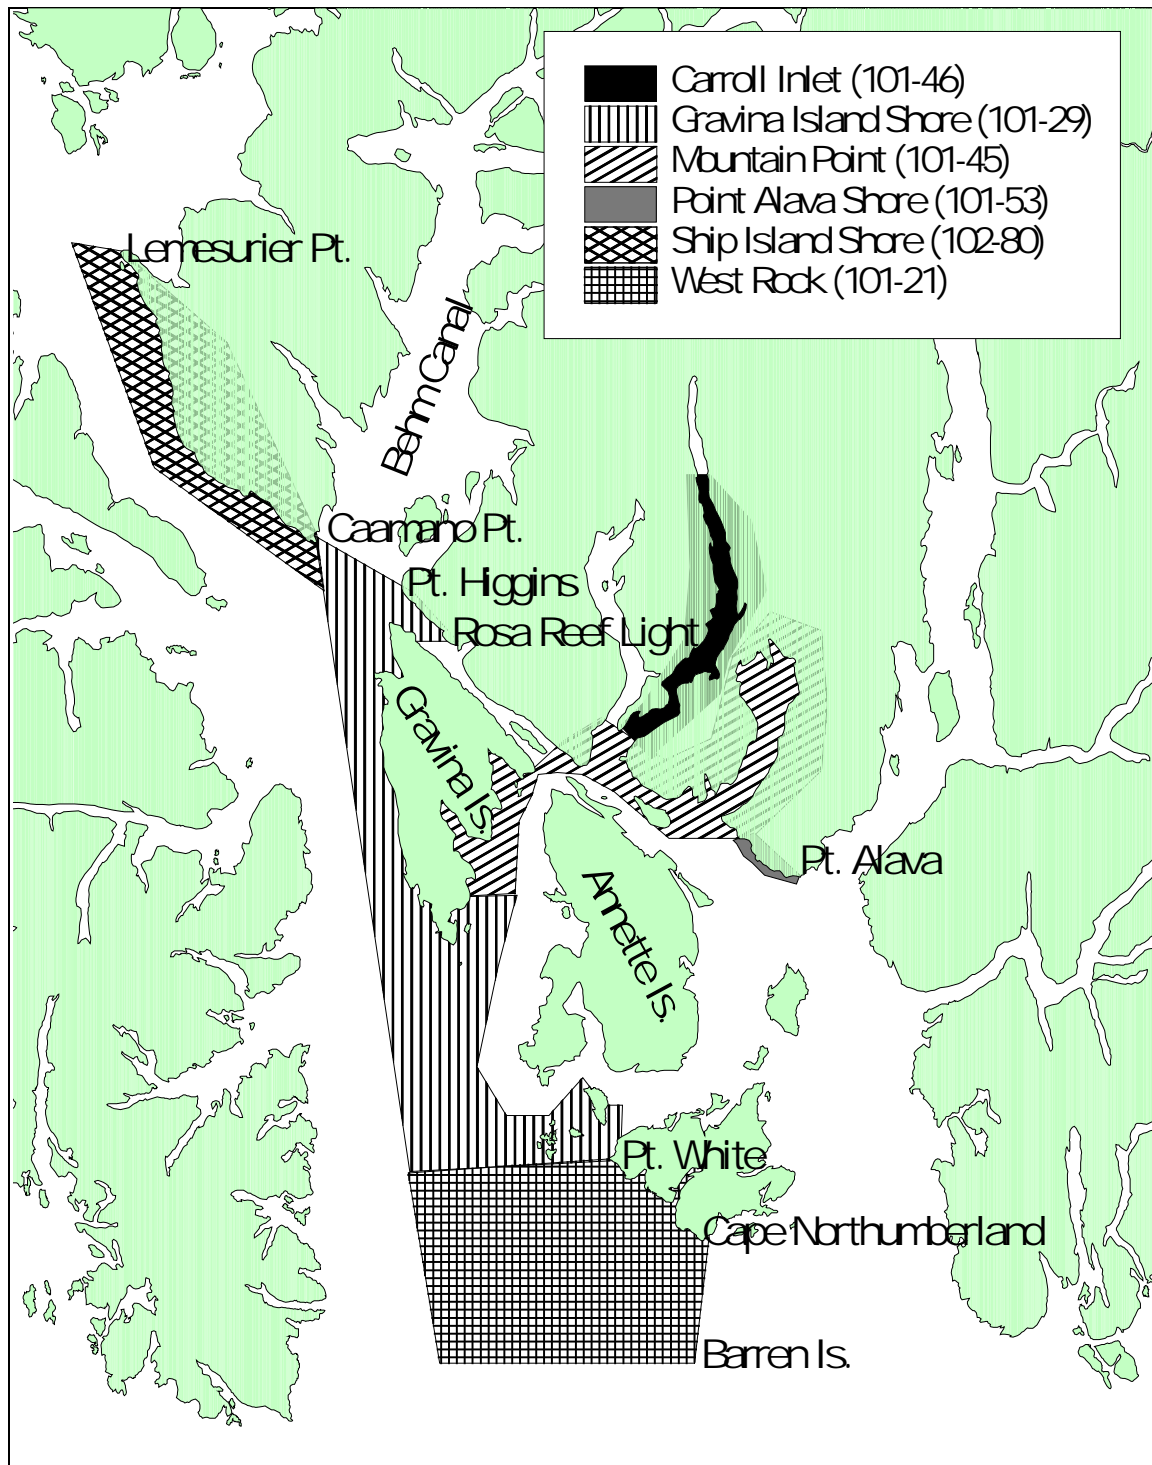 Carroll Inlet (101-46)
Gravina Island Shore (101-29)
Mountain Point (101-45)
Point Alava Shore (101-53)
Ship Island Shore (102-80)
West Rock (101-21)
Lemesurier Pt.
Behm Canal
Caamano Pt.
Pt. Higgins
Rosa Reef Light
Gravina Is.
Pt. Alava
Annette Is.
Pt. White
Cape Northumberland
Barren Is.